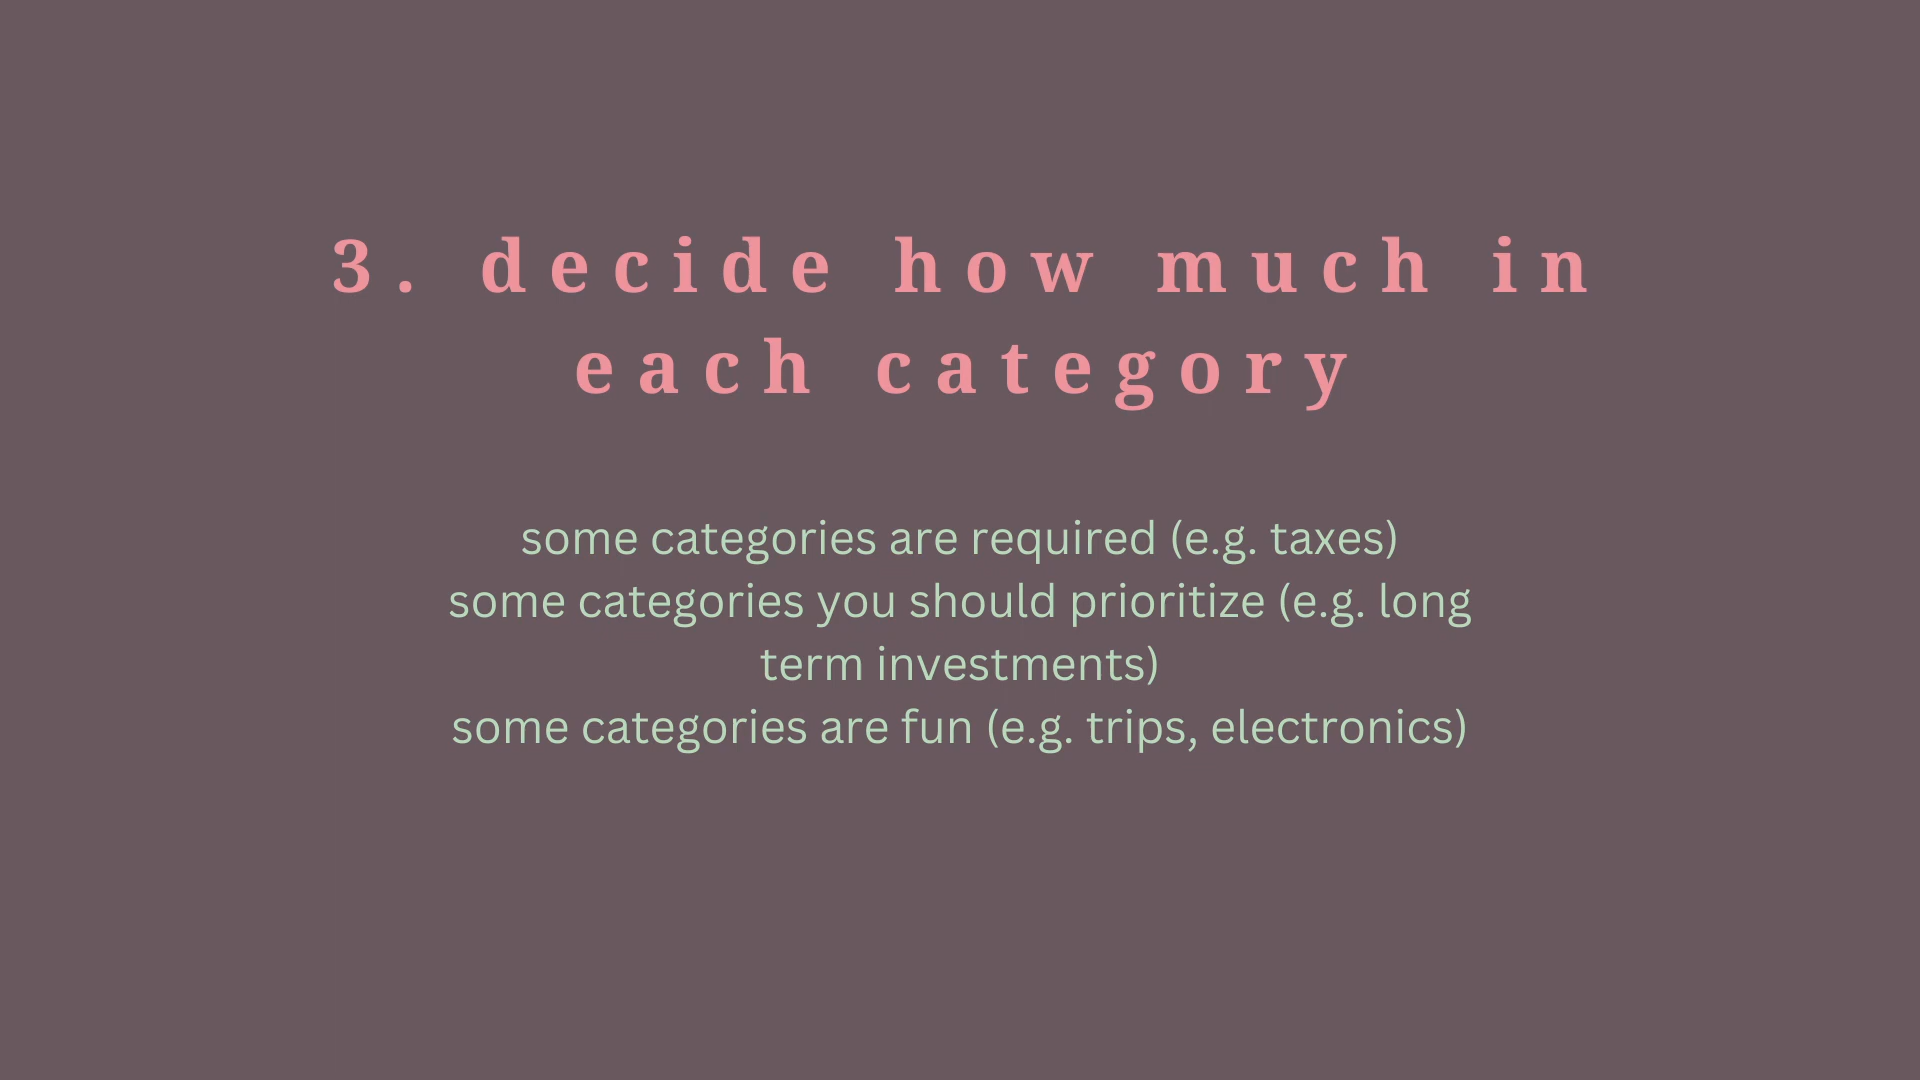 3. decide how much in
each category
some categories are required (e.g. taxes)
some categories you should prioritize (e.g. long
term investments)
some categories are fun (e.g. trips, electronics)